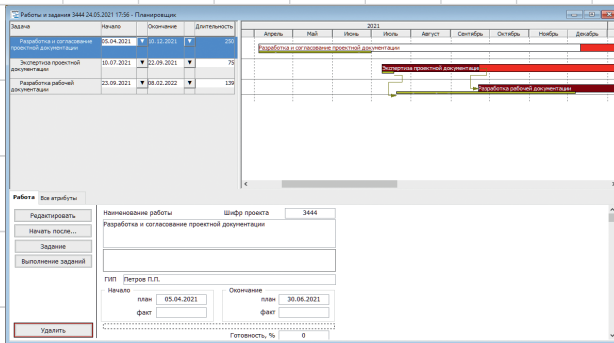 Работы и задания 3444 24.05.2021 17:56 - Планировщик
Задача Начало Окончание Длительность
Разработка и согласование проектной документации 05.04.2021 10.12.2021 250
Экспертиза проектной документации 10.07.2021 22.09.2021 75
Разработка рабочей документации 23.09.2021 08.02.2022 139
2021
Апрель Май Июнь Июль Август Сентябрь Октябрь Ноябрь Декабрь
Разработка и согласование проектной документации
Экспертиза проектной документации
Разработка рабочей документации
Работа Все атрибуты
Редактировать
Начать после...
Задание
Выполнение заданий
Удалить
Наименование работы Шифр проекта 3444
Разработка и согласование проектной документации
ГИП Петров П.П.
Начало Окончание
план 05.04.2021 план 30.06.2021
факт факт
Готовность, % 0